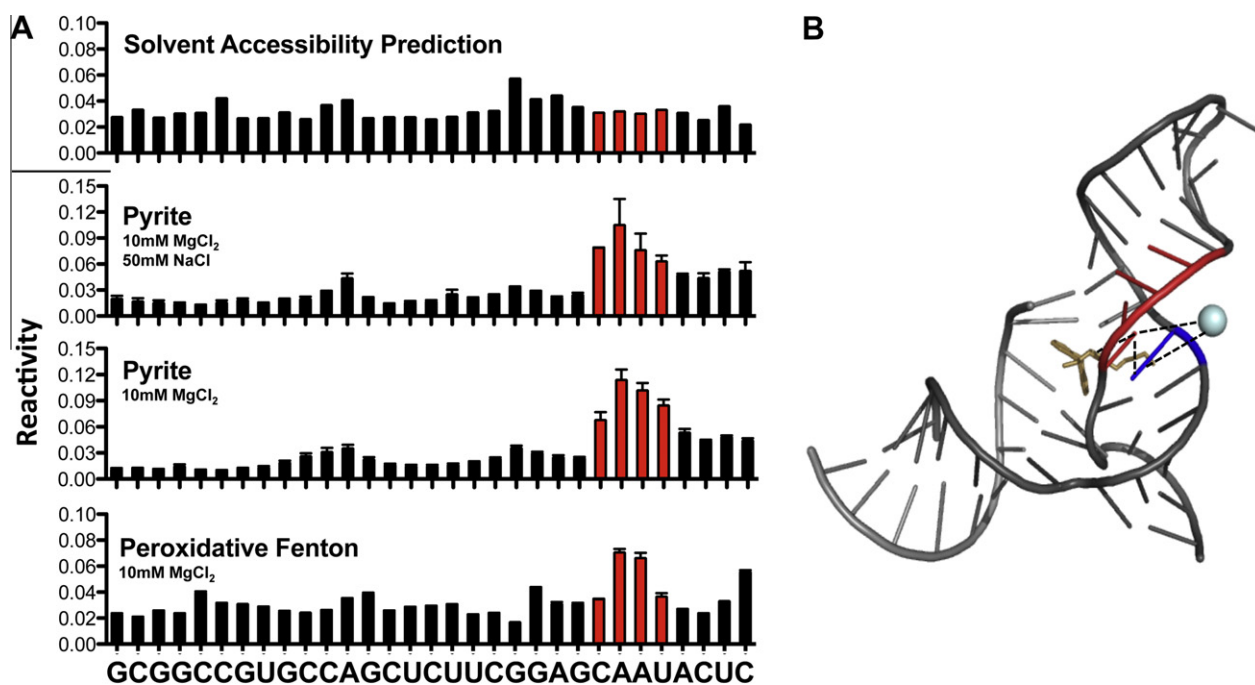 A
B
Reactivity
0.10
0.08
0.06
0.04
0.02
0.00
Solvent Accessibility Prediction
0.15
0.12
0.09
0.06
0.03
0.00
Pyrite
10mM MgCl₂
50mM NaCl
0.15
0.12
0.09
0.06
0.03
0.00
Pyrite
10mM MgCl₂
0.10
0.08
0.06
0.04
0.02
0.00
Peroxidative Fenton
10mM MgCl₂
GCGGCCGUGCCAGCUCUUCGGAGCAAUACUC